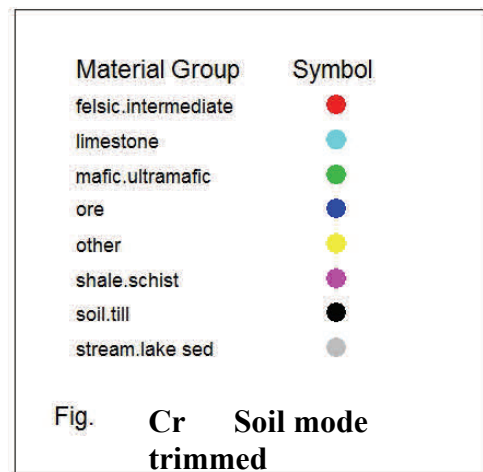 Material Group Symbol
felsic.intermediate
limestone
mafic.ultramafic
ore
other
shale.schist
soil.till
stream.lake sed
Fig. Cr Soil mode
trimmed